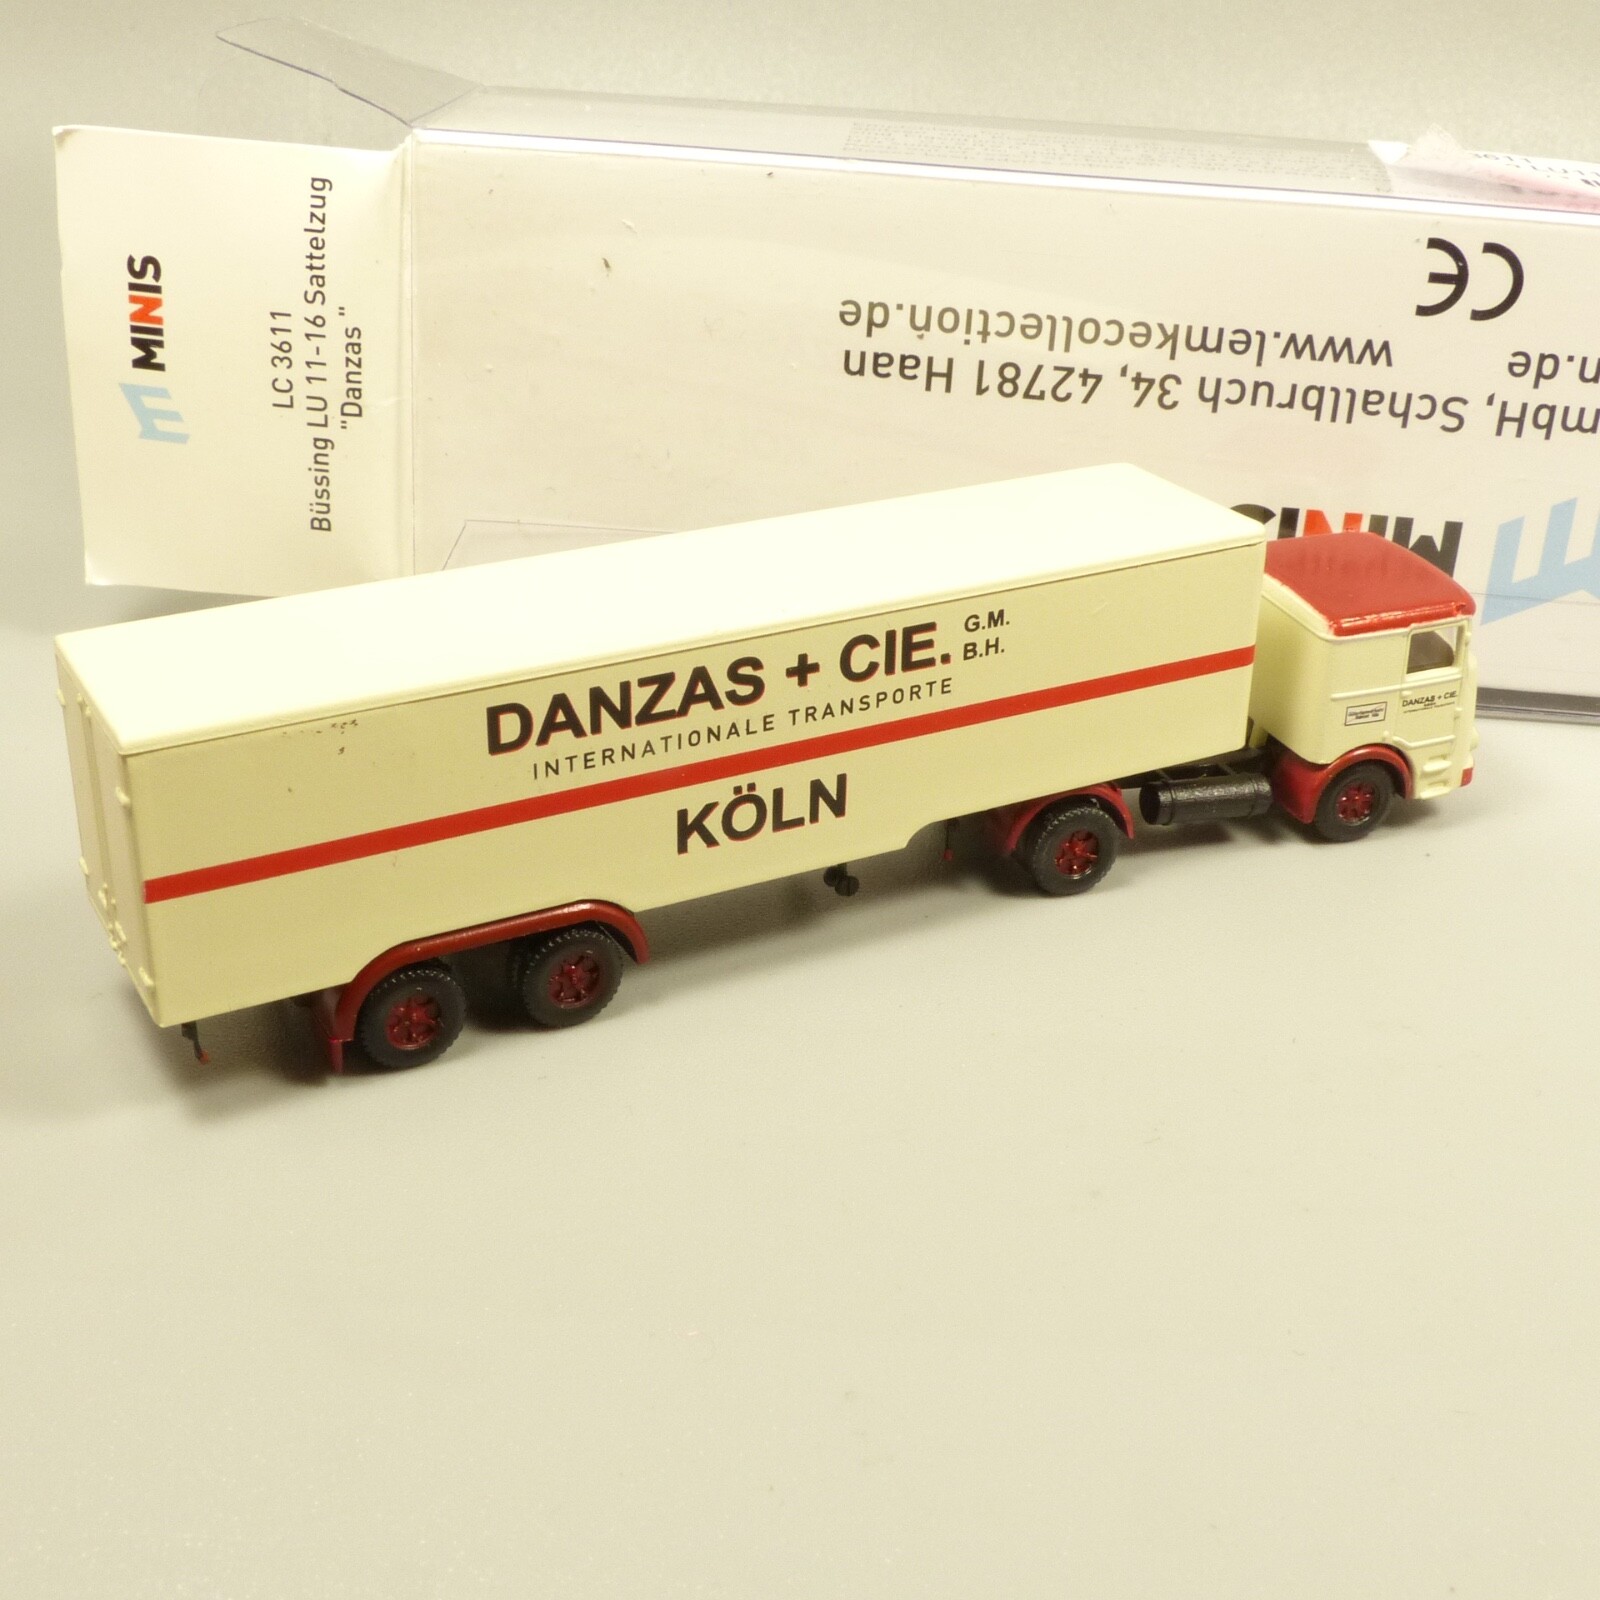 MINIS
LC 3611
Büssing LU 11-16 Sattelzug
"Danzas "
CE
mbH, Schallbruch 34, 42781 Haan
n.de www.lemkecollection.de
MINIS
DANZAS + CIE. G.M.
B.H.
INTERNATIONALE TRANSPORTE
KÖLN
DANZAS + CIE.